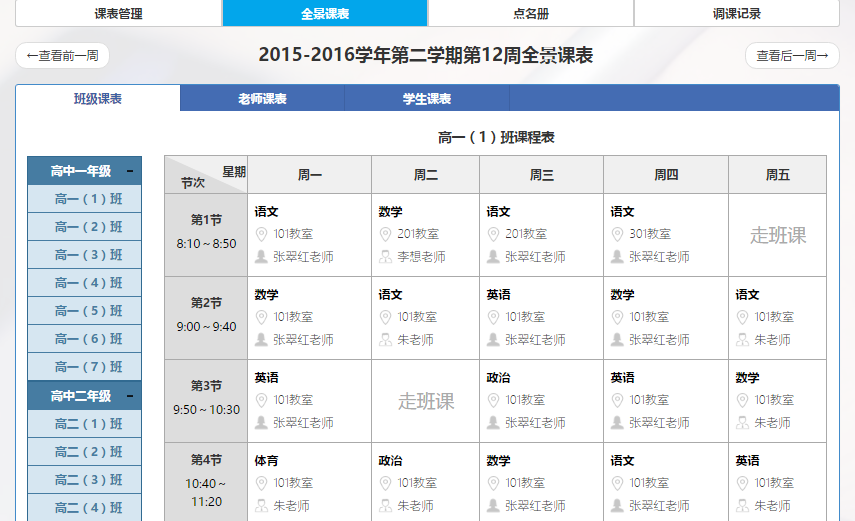 课表管理 全景课表 点名册 调课记录
←查看前一周 2015-2016学年第二学期第12周全景课表 查看后一周→
班级课表 老师课表 学生课表
高一（1）班课程表
高中一年级 -
高一（1）班
高一（2）班
高一（3）班
高一（4）班
高一（5）班
高一（6）班
高一（7）班
高中二年级 -
高二（1）班
高二（2）班
高二（3）班
高二（4）班
星期 节次 周一 周二 周三 周四 周五
第1节 语文 数学 语文 语文 走班课
8:10～8:50 101教室 201教室 201教室 301教室
张翠红老师 李想老师 张翠红老师 张翠红老师
第2节 数学 语文 英语 数学 语文
9:00～9:40 101教室 101教室 101教室 101教室 101教室
张翠红老师 朱老师 张翠红老师 张翠红老师 朱老师
第3节 英语 走班课 政治 英语 数学
9:50～10:30 101教室 101教室 101教室 101教室
张翠红老师 张翠红老师 张翠红老师 朱老师
第4节 体育 政治 数学 语文 英语
10:40～ 101教室 101教室 101教室 101教室 101教室
11:20 朱老师 朱老师 张翠红老师 张翠红老师 朱老师